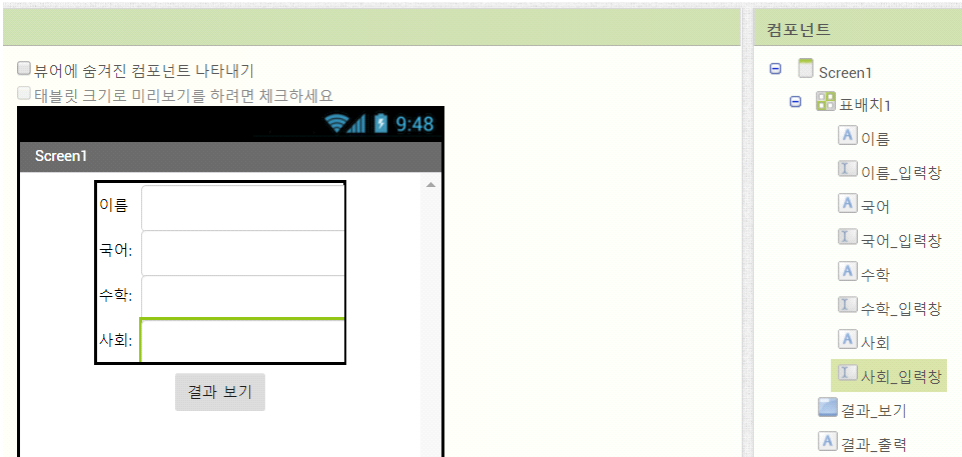 컴포넌트
뷰어에 숨겨진 컴포넌트 나타내기
태블릿 크기로 미리보기를 하려면 체크하세요
9:48
Screen1
이름
국어:
수학:
사회:
결과 보기
Screen1
표배치1
이름
이름_입력창
국어
국어_입력창
수학
수학_입력창
사회
사회_입력창
결과_보기
결과_출력